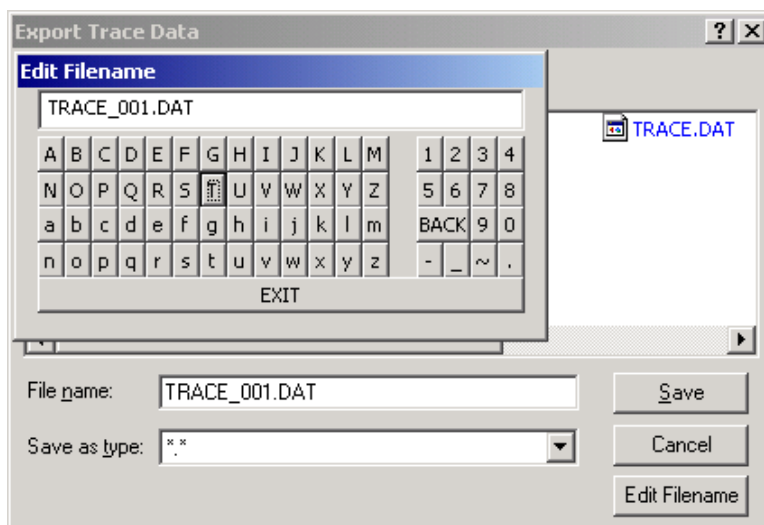 Export Trace Data ? X
Edit Filename
TRACE_001.DAT
TRACE.DAT
A B C D E F G H I J K L M 1 2 3 4
N O P Q R S T U V W X Y Z 5 6 7 8
a b c d e f g h i j k l m BACK 9 0
n o p q r s t u v w x y z - _ ~ .
EXIT
File name: TRACE_001.DAT Save
Save as type: *.* Cancel
Edit Filename